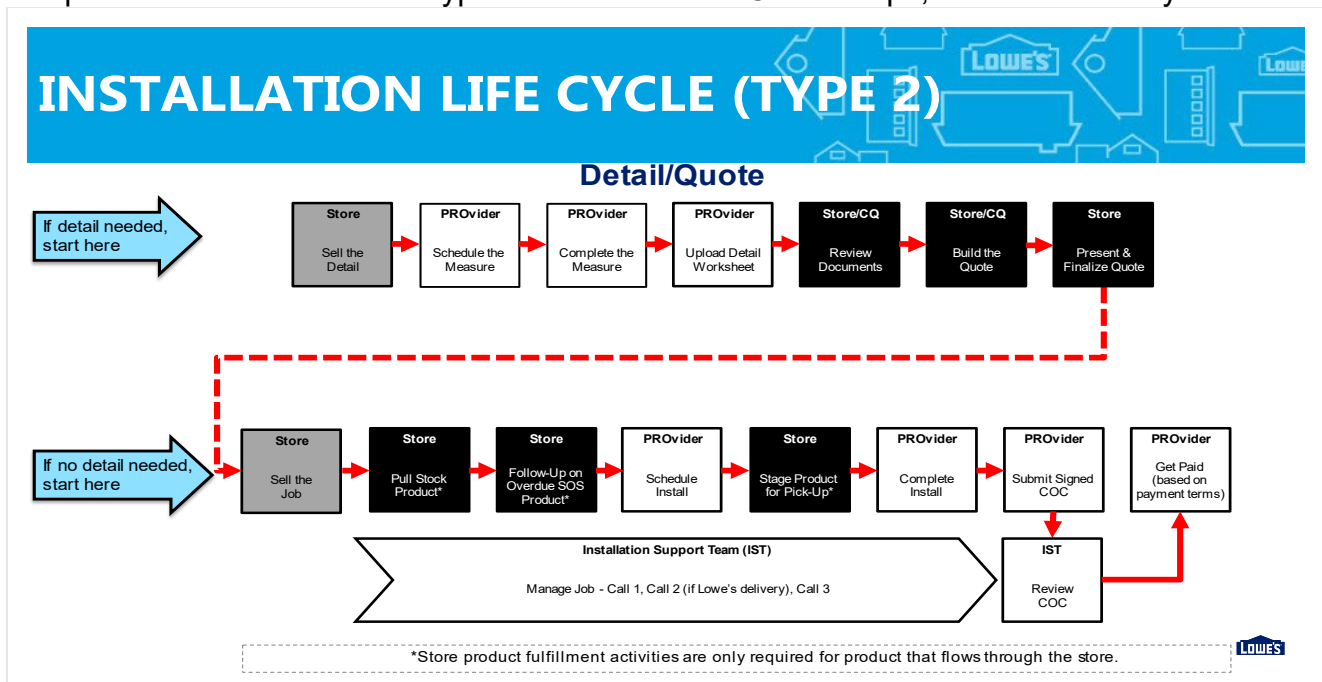 INSTALLATION LIFE CYCLE (TYPE 2)
LOWE'S
Detail/Quote
If detail needed,
start here
Store
Sell the
Detail
PROvider
Schedule the
Measure
PROvider
Complete the
Measure
PROvider
Upload Detail
Worksheet
Store/CQ
Review
Documents
Store/CQ
Build the
Quote
Store
Present &
Finalize Quote
If no detail needed,
start here
Store
Sell the
Job
Store
Pull Stock
Product*
Store
Follow-Up on
Overdue SOS
Product*
PROvider
Schedule
Install
Store
Stage Product
for Pick-Up*
PROvider
Complete
Install
PROvider
Submit Signed
COC
PROvider
Get Paid
(based on
payment terms)
Installation Support Team (IST)
Manage Job - Call 1, Call 2 (if Lowe's delivery), Call 3
IST
Review
COC
*Store product fulfillment activities are only required for product that flows through the store.
LOWE'S